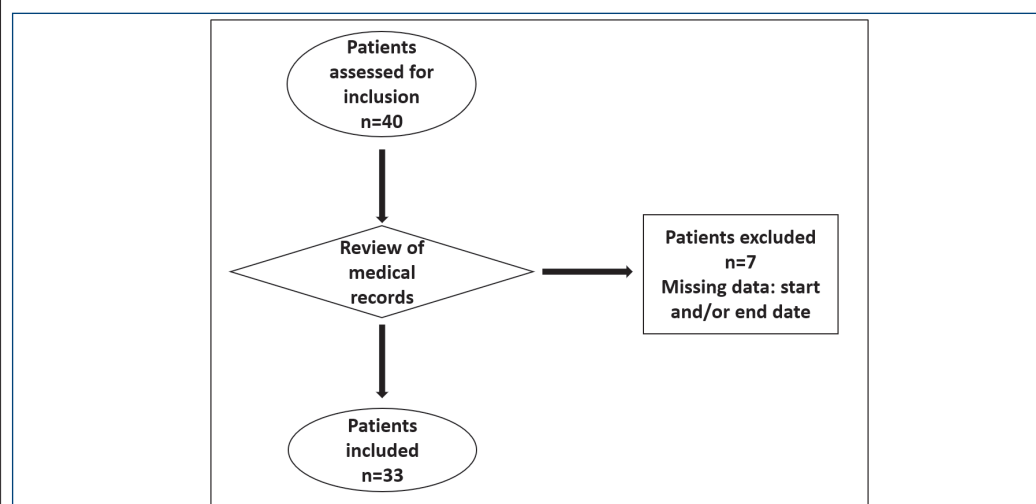 Patients
assessed for
inclusion
n=40
Review of
medical
records
Patients excluded
n=7
Missing data: start
and/or end date
Patients
included
n=33